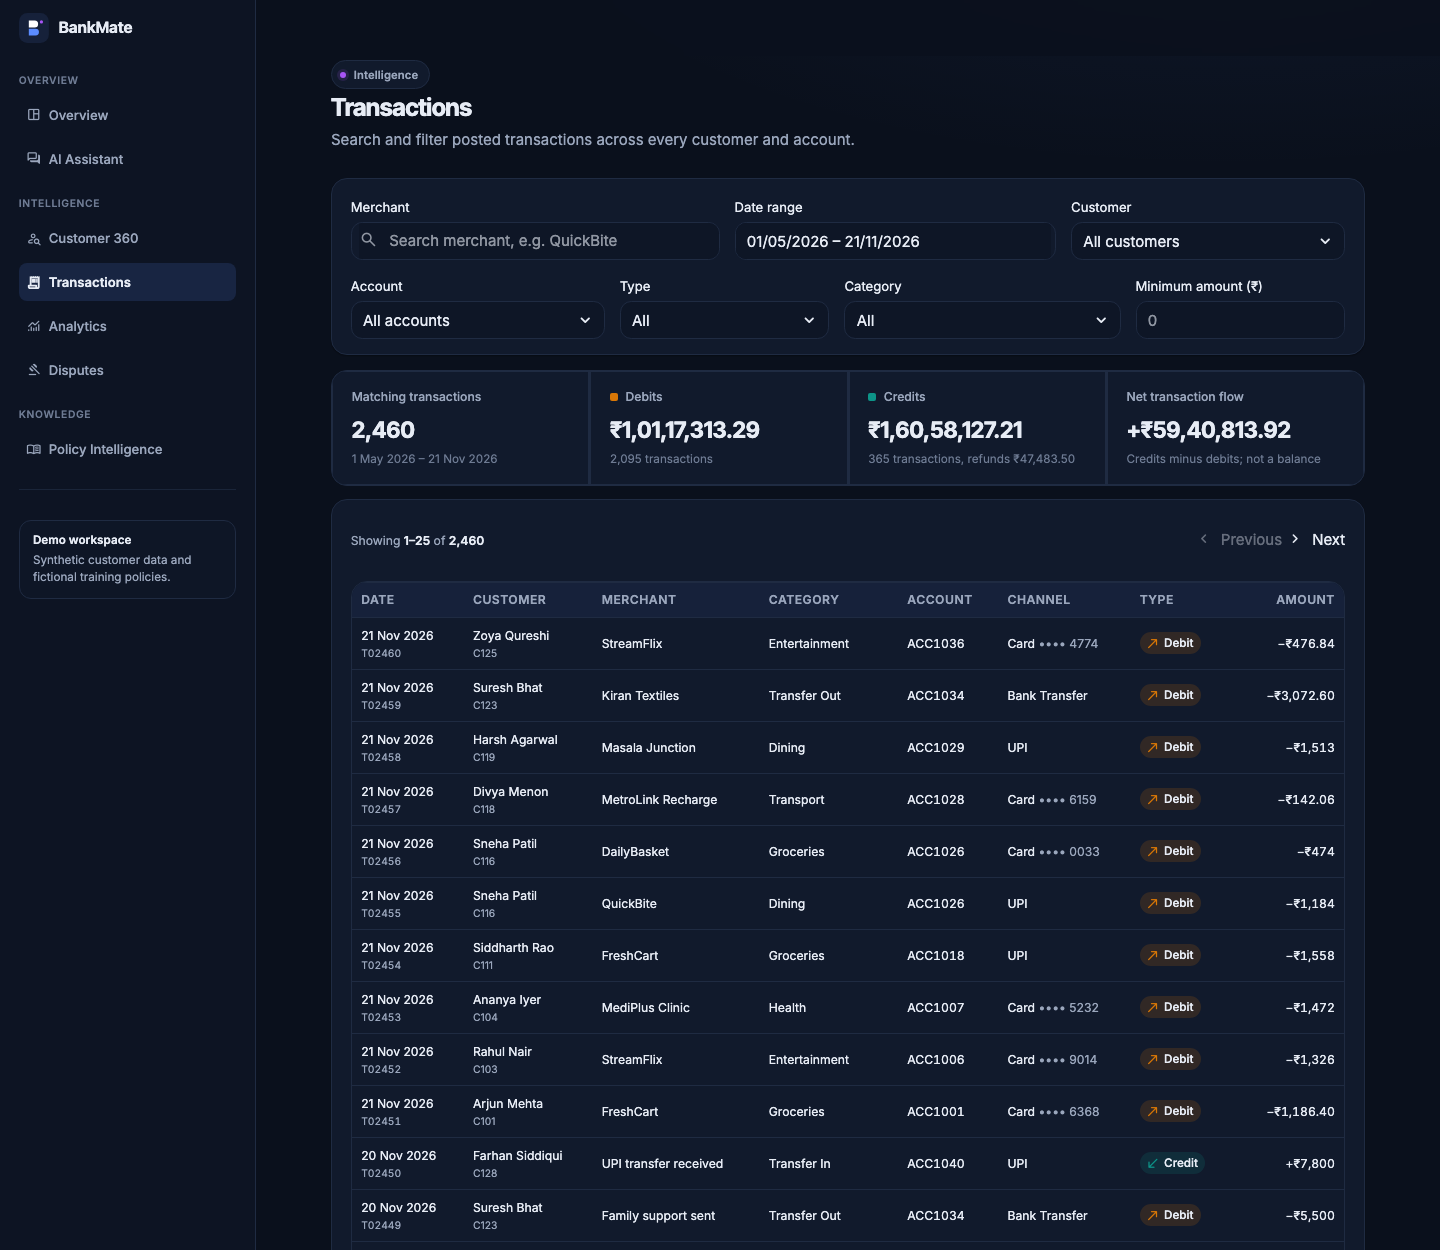 BankMate
OVERVIEW
Overview
AI Assistant
INTELLIGENCE
Customer 360
Transactions
Analytics
Disputes
KNOWLEDGE
Policy Intelligence
Demo workspace
Synthetic customer data and
fictional training policies.
Intelligence
Transactions
Search and filter posted transactions across every customer and account.
Merchant Date range Customer
Search merchant, e.g. QuickBite 01/05/2026 – 21/11/2026 All customers
Account Type Category Minimum amount (₹)
All accounts All All 0
Matching transactions Debits Credits Net transaction flow
2,460 ₹1,01,17,313.29 ₹1,60,58,127.21 +₹59,40,813.92
1 May 2026 – 21 Nov 2026 2,095 transactions 365 transactions, refunds ₹47,483.50 Credits minus debits; not a balance
Showing 1–25 of 2,460 Previous Next
DATE CUSTOMER MERCHANT CATEGORY ACCOUNT CHANNEL TYPE AMOUNT
21 Nov 2026 Zoya Qureshi StreamFlix Entertainment ACC1036 Card •••• 4774 Debit −₹476.84
T02460 C125
21 Nov 2026 Suresh Bhat Kiran Textiles Transfer Out ACC1034 Bank Transfer Debit −₹3,072.60
T02459 C123
21 Nov 2026 Harsh Agarwal Masala Junction Dining ACC1029 UPI Debit −₹1,513
T02458 C119
21 Nov 2026 Divya Menon MetroLink Recharge Transport ACC1028 Card •••• 6159 Debit −₹142.06
T02457 C118
21 Nov 2026 Sneha Patil DailyBasket Groceries ACC1026 Card •••• 0033 Debit −₹474
T02456 C116
21 Nov 2026 Sneha Patil QuickBite Dining ACC1026 UPI Debit −₹1,184
T02455 C116
21 Nov 2026 Siddharth Rao FreshCart Groceries ACC1018 UPI Debit −₹1,558
T02454 C111
21 Nov 2026 Ananya Iyer MediPlus Clinic Health ACC1007 Card •••• 5232 Debit −₹1,472
T02453 C104
21 Nov 2026 Rahul Nair StreamFlix Entertainment ACC1006 Card •••• 9014 Debit −₹1,326
T02452 C103
21 Nov 2026 Arjun Mehta FreshCart Groceries ACC1001 Card •••• 6368 Debit −₹1,186.40
T02451 C101
20 Nov 2026 Farhan Siddiqui UPI transfer received Transfer In ACC1040 UPI Credit +₹7,800
T02450 C128
20 Nov 2026 Suresh Bhat Family support sent Transfer Out ACC1034 Bank Transfer Debit −₹5,500
T02449 C123